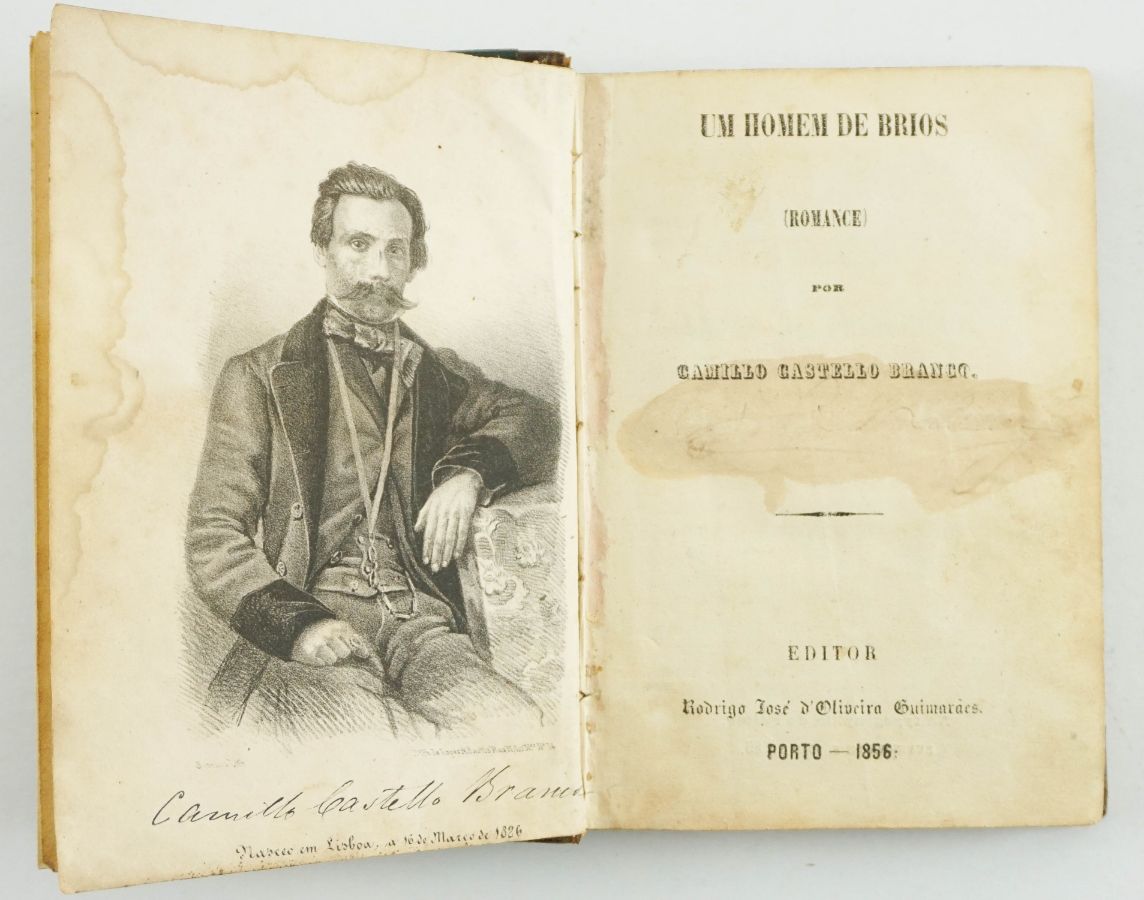 Camillo Castello Branco
Nasceo em Lisboa, a 16 de Março de 1826
UM HOMEM DE BRIOS
(ROMANCE)
POR
CAMILLO CASTELLO BRANCO.
EDITOR
Rodrigo José d'Oliveira Guimarães.
PORTO — 1856: